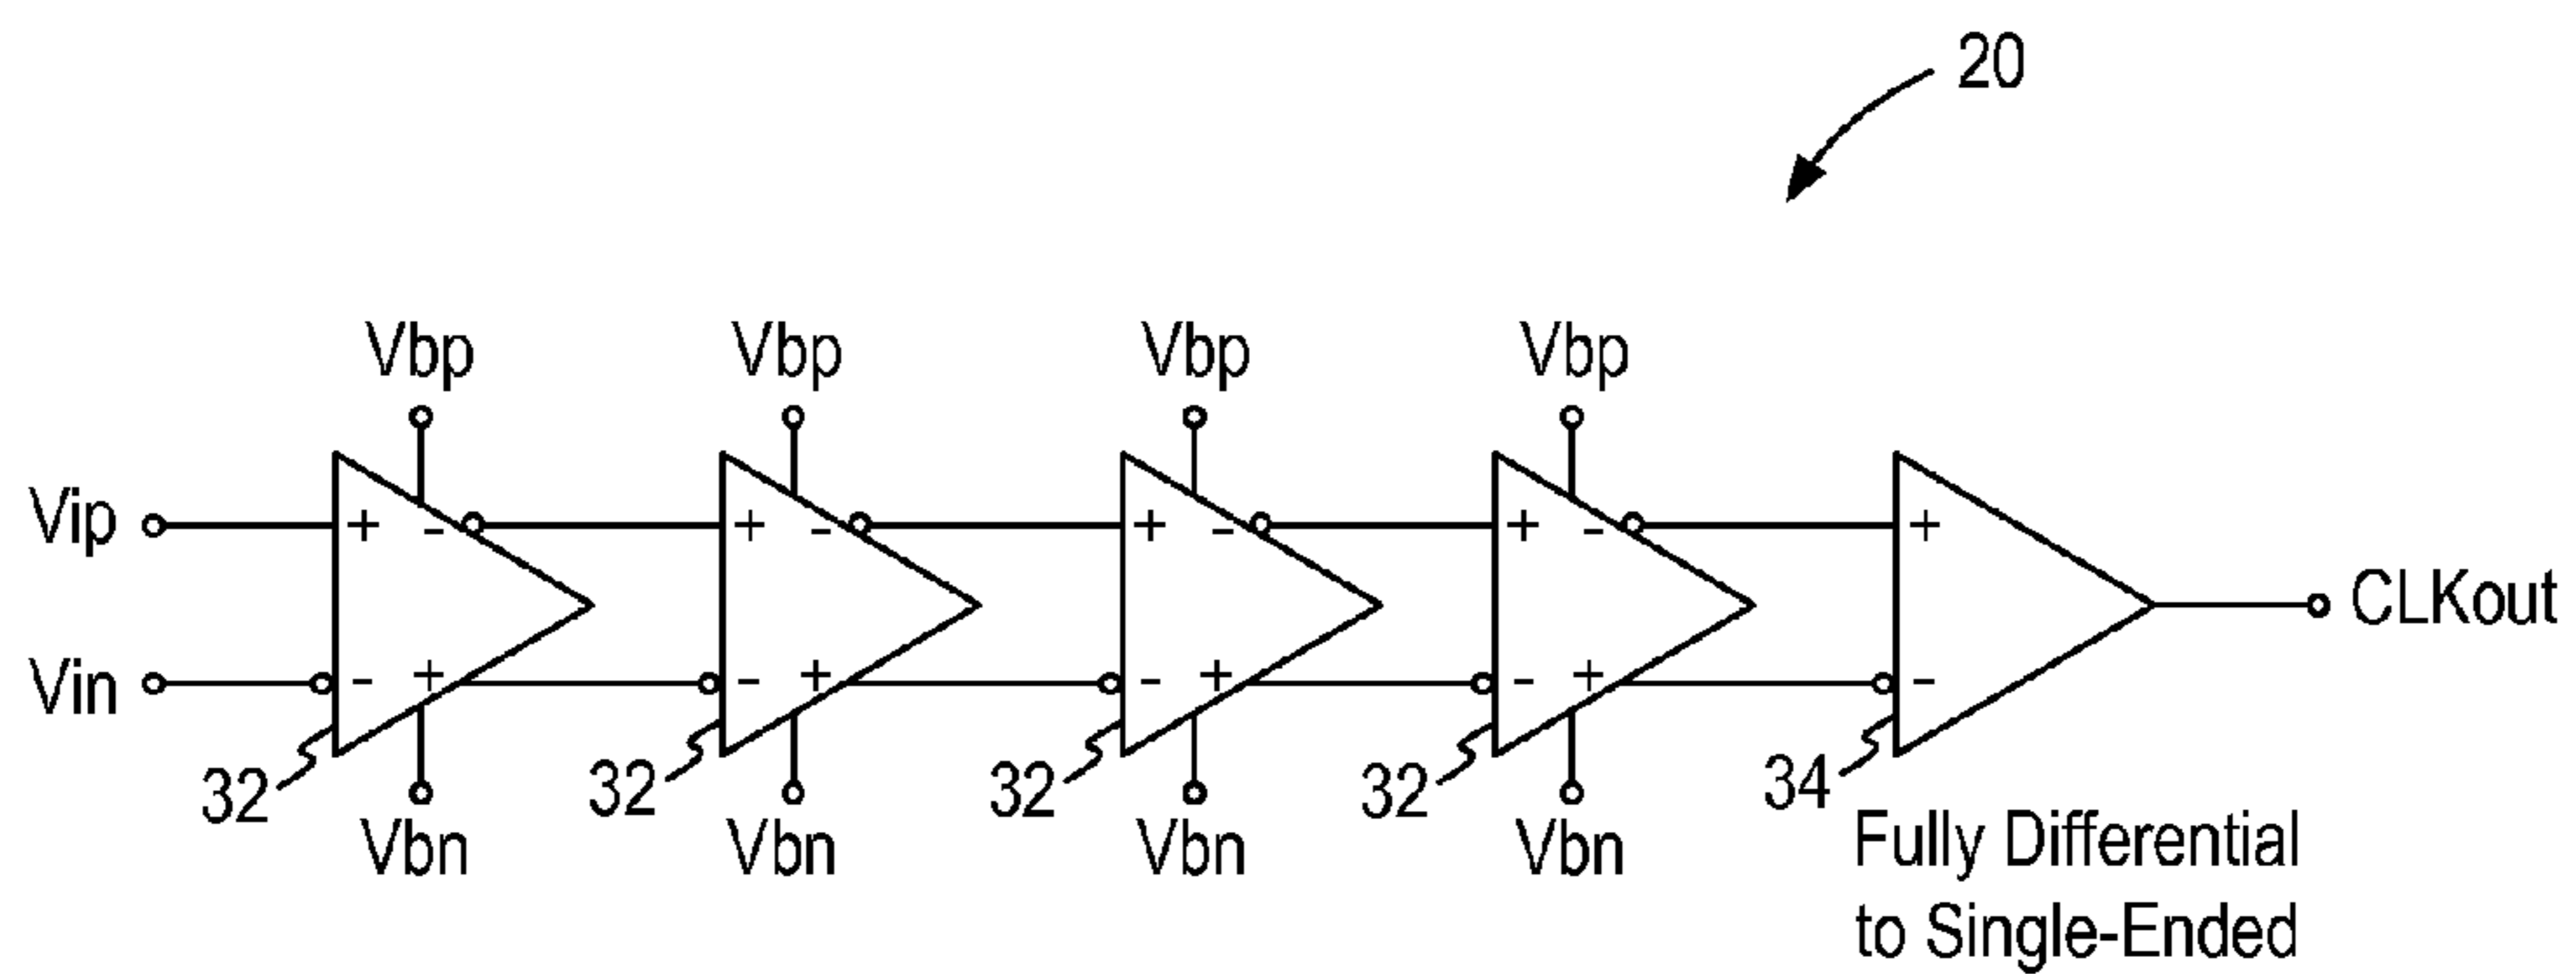 20
Vbp Vbp Vbp Vbp
Vip + - + - + - + - +
CLKout
Vin - + - + - + - + -
32 32 32 32 34
Vbn Vbn Vbn Vbn
Fully Differential
to Single-Ended